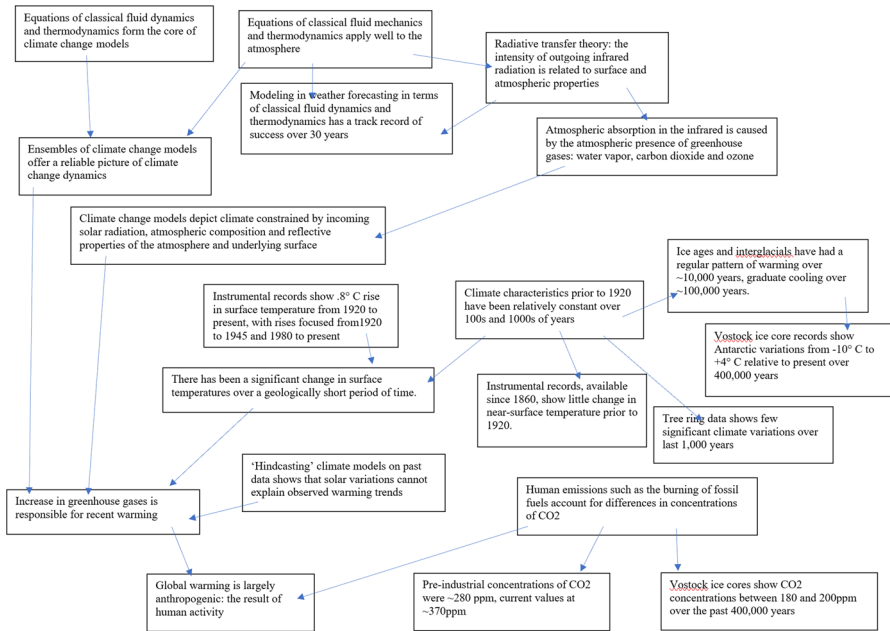 Equations of classical fluid dynamics
and thermodynamics form the core of
climate change models
Equations of classical fluid mechanics
and thermodynamics apply well to the
atmosphere
Radiative transfer theory: the
intensity of outgoing infrared
radiation is related to surface and
atmospheric properties
Modeling in weather forecasting in terms
of classical fluid dynamics and
thermodynamics has a track record of
success over 30 years
Atmospheric absorption in the infrared is caused
by the atmospheric presence of greenhouse
gases: water vapor, carbon dioxide and ozone
Ensembles of climate change models
offer a reliable picture of climate
change dynamics
Climate change models depict climate constrained by incoming
solar radiation, atmospheric composition and reflective
properties of the atmosphere and underlying surface
Ice ages and interglacials have had a
regular pattern of warming over
~10,000 years, graduate cooling over
~100,000 years.
Instrumental records show .8° C rise
in surface temperature from 1920 to
present, with rises focused from1920
to 1945 and 1980 to present
Climate characteristics prior to 1920
have been relatively constant over
100s and 1000s of years
Vostock ice core records show
Antarctic variations from -10° C to
+4° C relative to present over
400,000 years
There has been a significant change in surface
temperatures over a geologically short period of time.
Instrumental records, available
since 1860, show little change in
near-surface temperature prior to
1920.
Tree ring data shows few
significant climate variations over
last 1,000 years
‘Hindcasting’ climate models on past
data shows that solar variations cannot
explain observed warming trends
Increase in greenhouse gases is
responsible for recent warming
Human emissions such as the burning of fossil
fuels account for differences in concentrations
of CO2
Global warming is largely
anthropogenic: the result of
human activity
Pre-industrial concentrations of CO2
were ~280 ppm, current values at
~370ppm
Vostock ice cores show CO2
concentrations between 180 and 200ppm
over the past 400,000 years